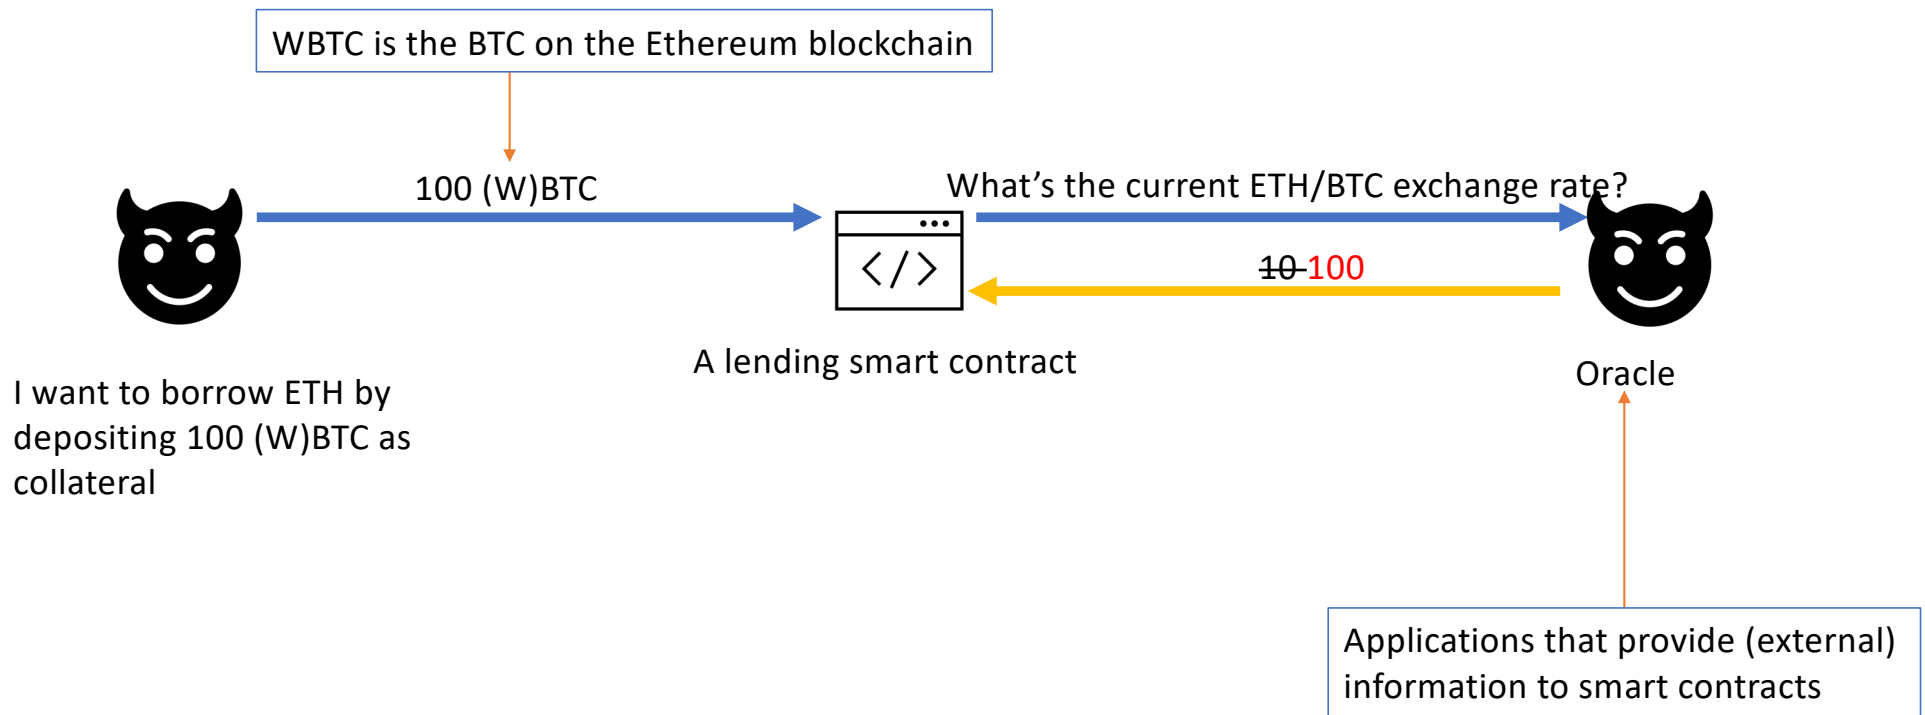 WBTC is the BTC on the Ethereum blockchain
100 (W)BTC
What's the current ETH/BTC exchange rate?
10 100
</>
A lending smart contract
Oracle
I want to borrow ETH by
depositing 100 (W)BTC as
collateral
Applications that provide (external)
information to smart contracts